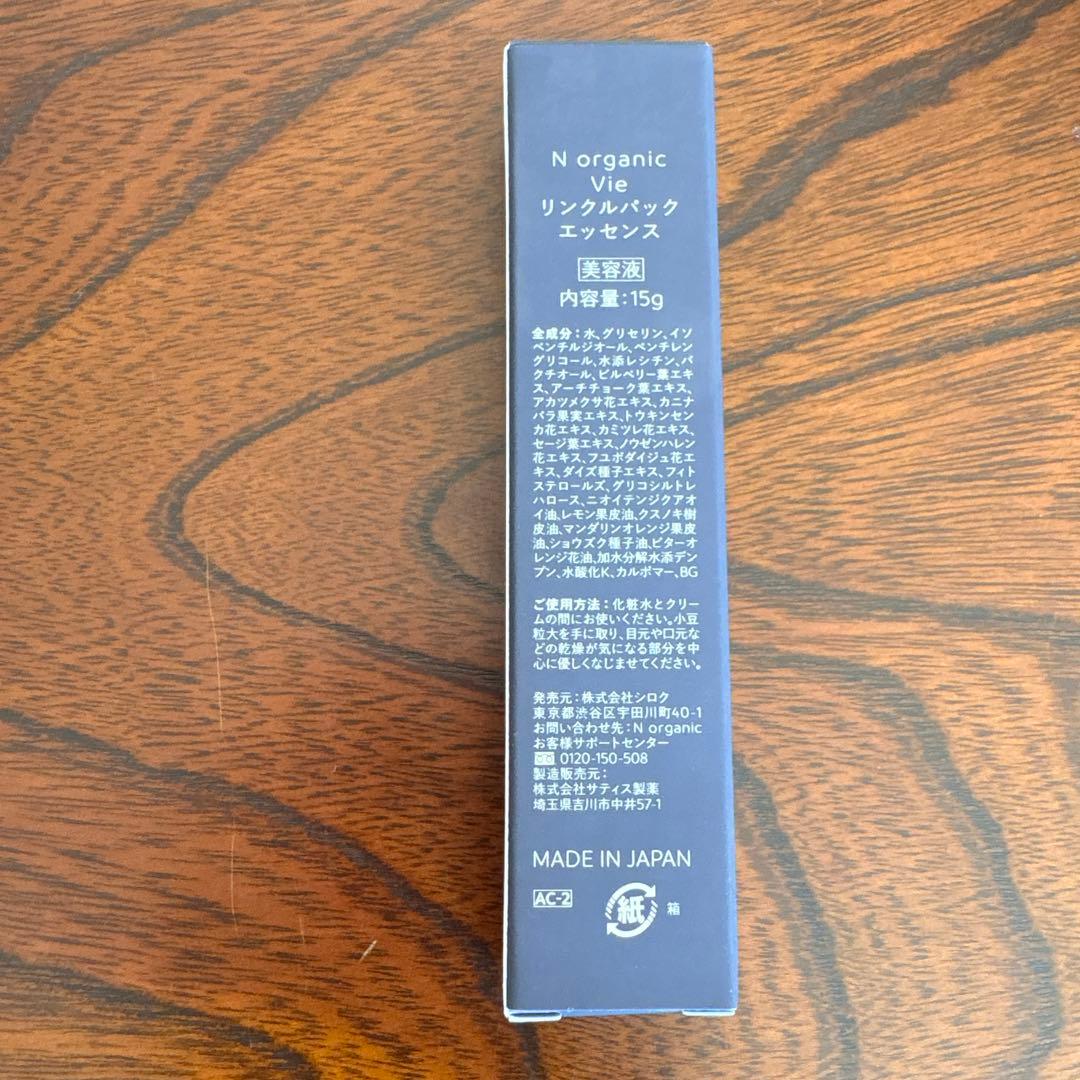 N organic
Vie
リンクルパック
エッセンス
美容液
内容量:15g
全成分:水、グリセリン、イソ
ペンチルジオール、ペンチレン
グリコール、水添レシチン、バ
クチオール、ビルベリー葉エキ
ス、アーチチョーク葉エキス、
アカツメクサ花エキス、カニナ
バラ果実エキス、トウキンセン
カ花エキス、カミツレ花エキス、
セージ葉エキス、ノウゼンハレン
花エキス、フユボダイジュ花エ
キス、ダイズ種子エキス、フィト
ステロールズ、グリコシルトレ
ハロース、ニオイテンジクアオ
イ油、レモン果皮油、クスノキ樹
皮油、マンダリンオレンジ果皮
油、ショウズク種子油、ビターオ
レンジ花油、加水分解水添デン
プン、水酸化K、カルボマー、BG
ご使用方法:化粧水とクリー
ムの間にお使いください。小豆
粒大を手に取り、目元や口元な
どの乾燥が気になる部分を中
心に優しくなじませてください。
発売元:株式会社シロク
東京都渋谷区宇田川町40-1
お問い合わせ先:N organic
お客様サポートセンター
0120-150-508
製造販売元:
株式会社サティス製薬
埼玉県吉川市中井57-1
MADE IN JAPAN
AC-2
紙 箱